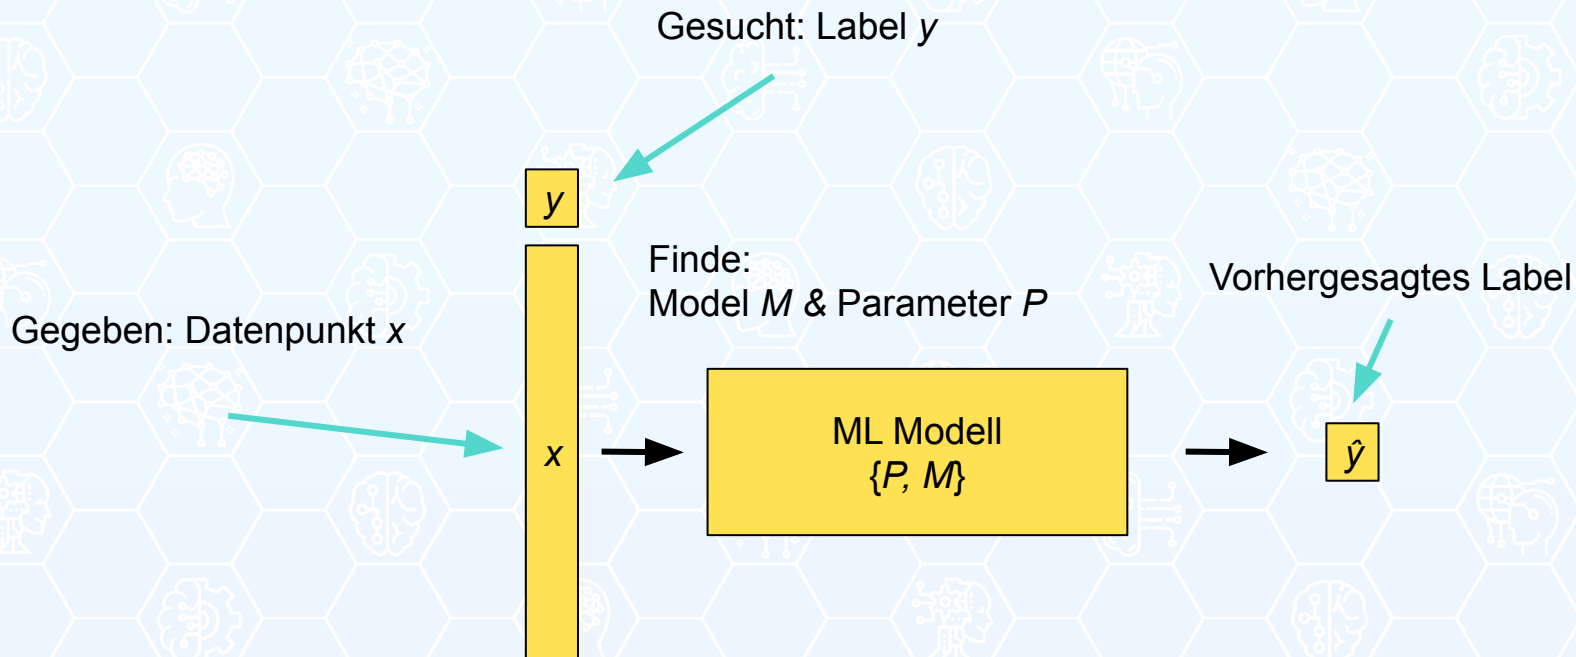 Gesucht: Label y
y
Finde:
Model M & Parameter P
Vorhergesagtes Label
Gegeben: Datenpunkt x
x
ML Modell
{P, M}
ŷ